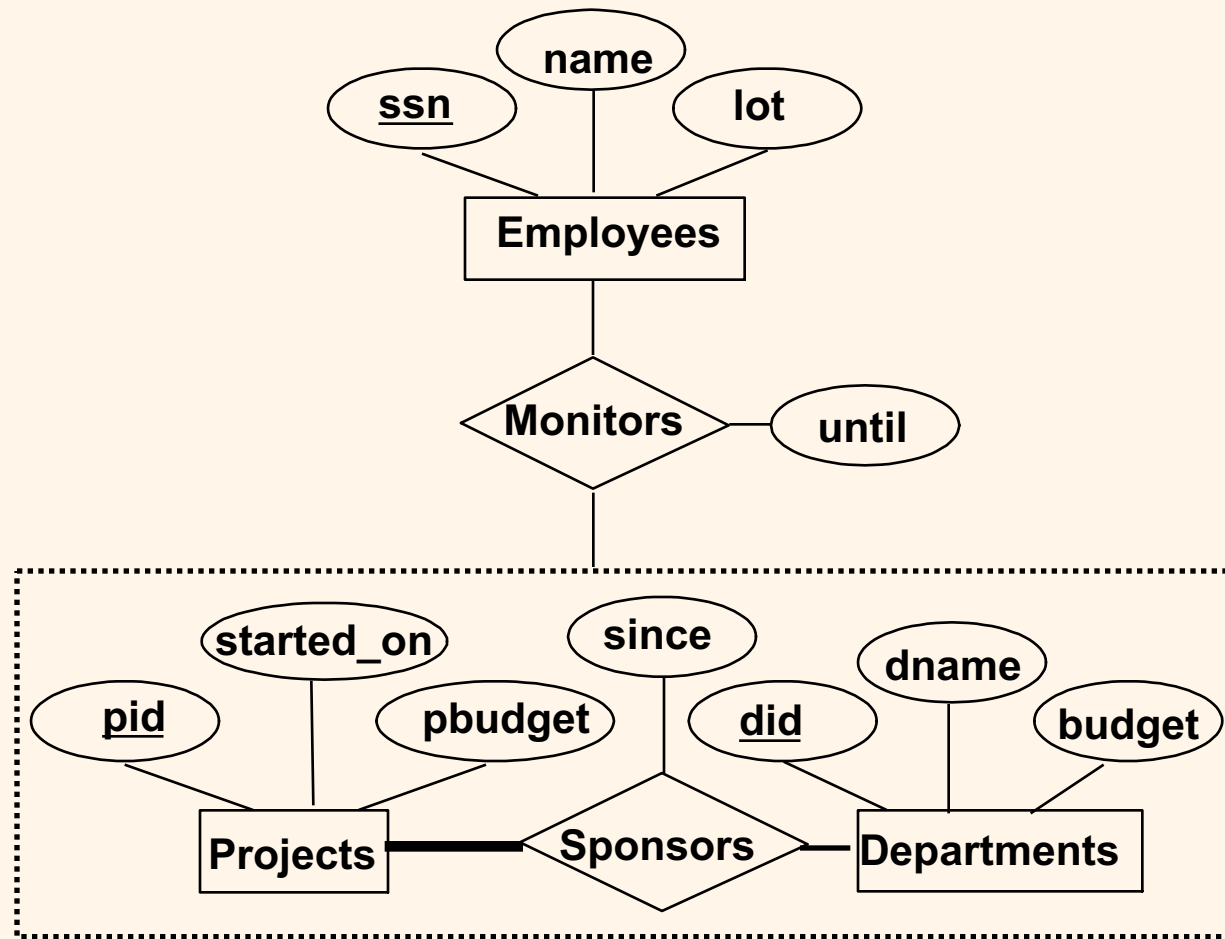 name
ssn
lot
Employees
Monitors
until
started_on
since
dname
pid
pbudget
did
budget
Projects
Sponsors
Departments